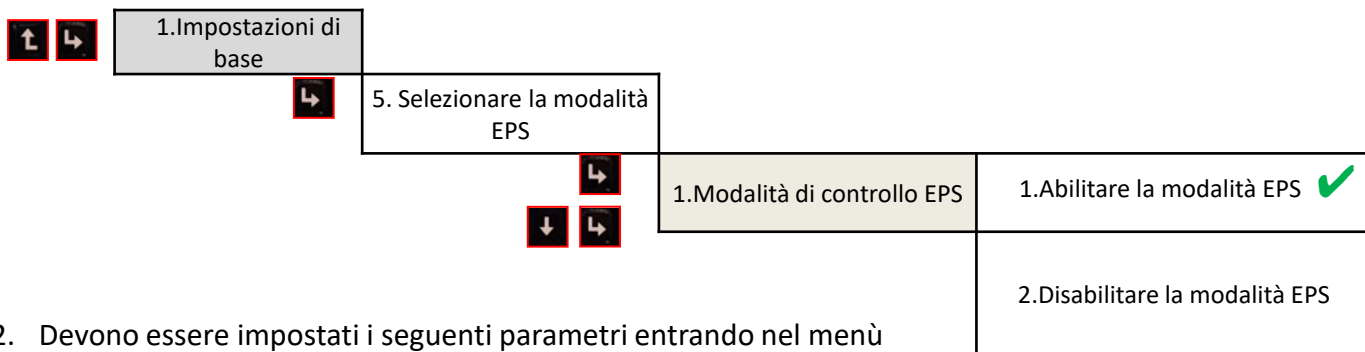 1.Impostazioni di
base
5. Selezionare la modalità
EPS
1.Modalità di controllo EPS
1.Abilitare la modalità EPS
2.Disabilitare la modalità EPS
2. Devono essere impostati i seguenti parametri entrando nel menù